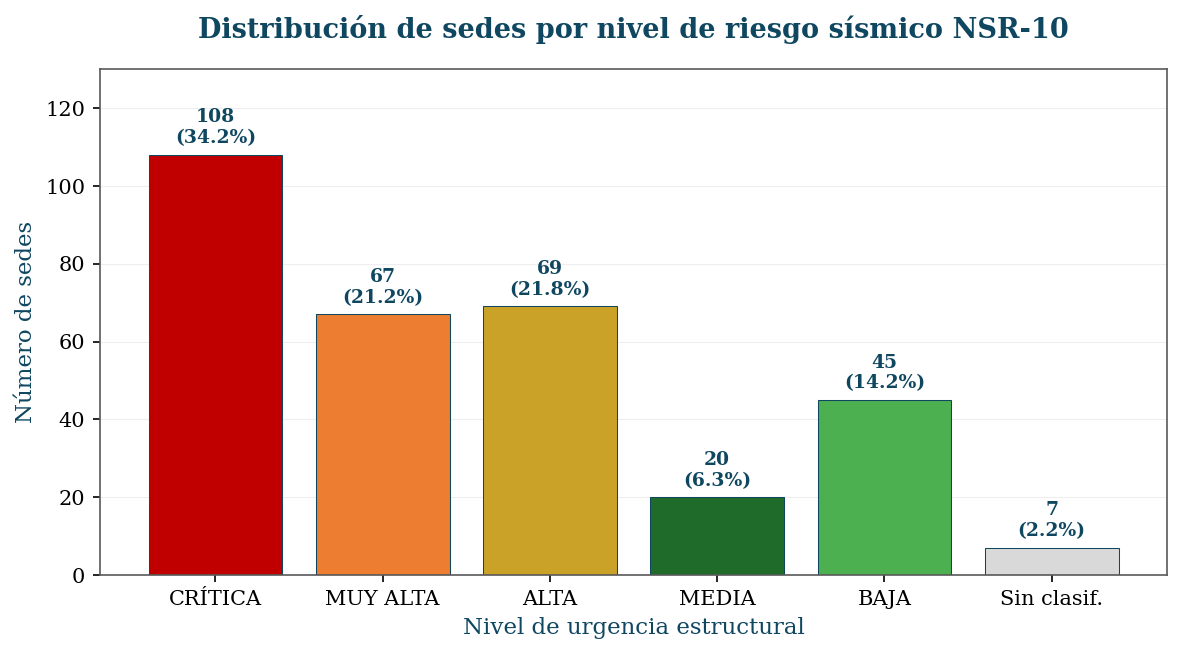 Distribución de sedes por nivel de riesgo sísmico NSR-10
Número de sedes
120
100
80
60
40
20
0
108
(34.2%)
67
(21.2%)
69
(21.8%)
20
(6.3%)
45
(14.2%)
7
(2.2%)
CRÍTICA
MUY ALTA
ALTA
MEDIA
BAJA
Sin clasif.
Nivel de urgencia estructural